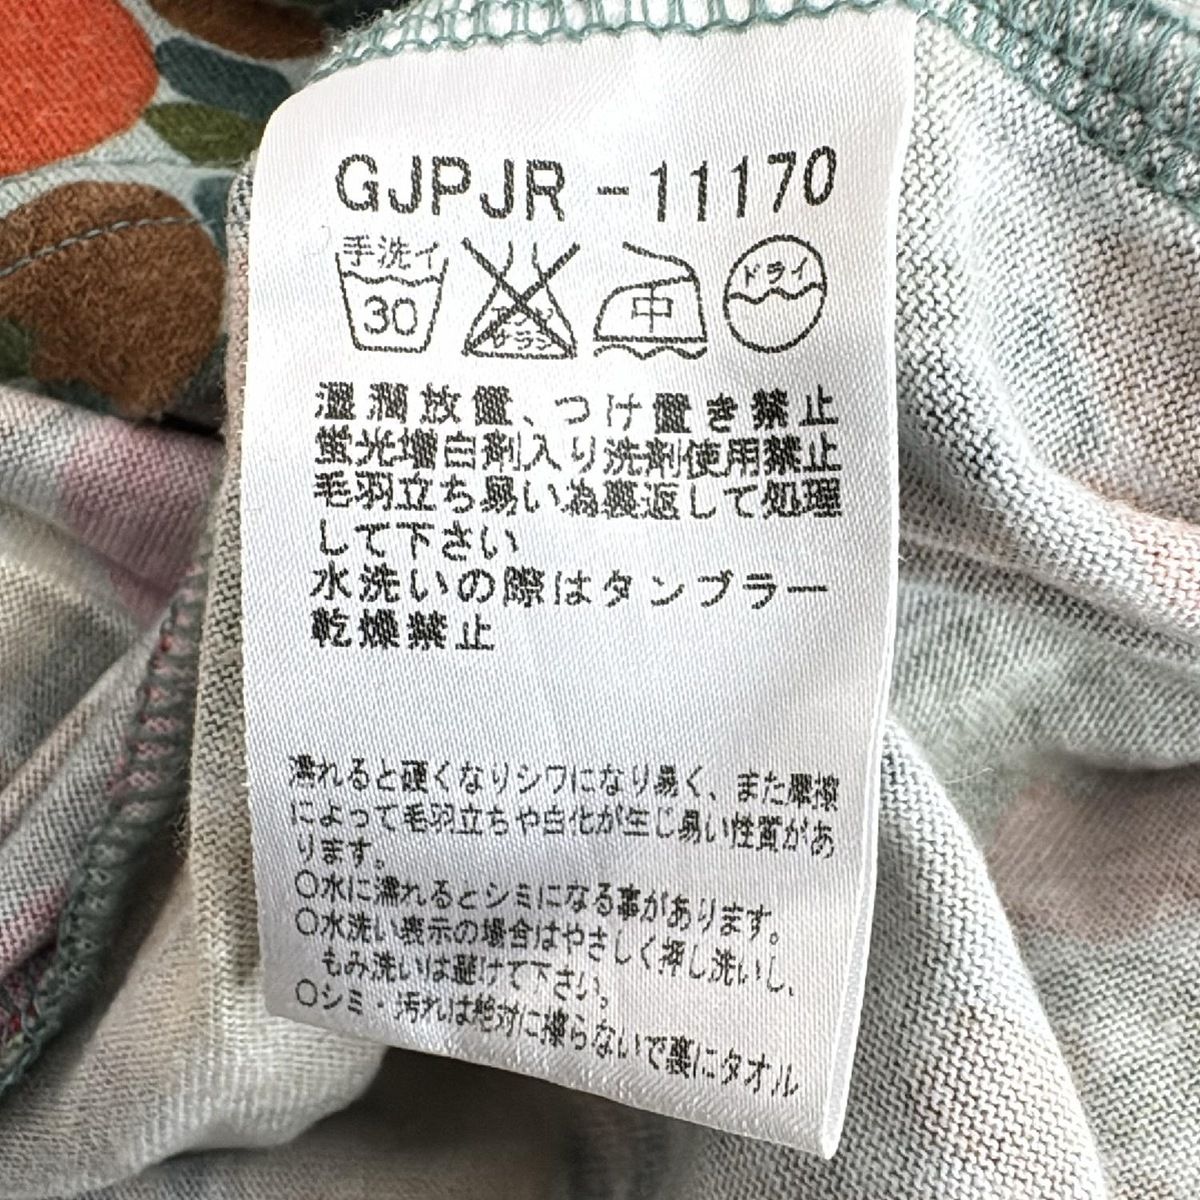 GJPJR-11170
手洗イ
30
エンソ
サラシ
中
ドライ
湿潤放置、つけ置き禁止
蛍光増白剤入り洗剤使用禁止
毛羽立ち易い為裏返して処理
して下さい
水洗いの際はタンブラー
乾燥禁止
濡れると硬くなりシワになり易く、また摩擦
によって毛羽立ちや白化が生じ易い性質があ
ります。
○水に濡れるとシミになる事があります。
○水洗い表示の場合はやさしく押し洗いし、
もみ洗いは避けて下さい。
○シミ・汚れは絶対に擦らないで裏にタオル